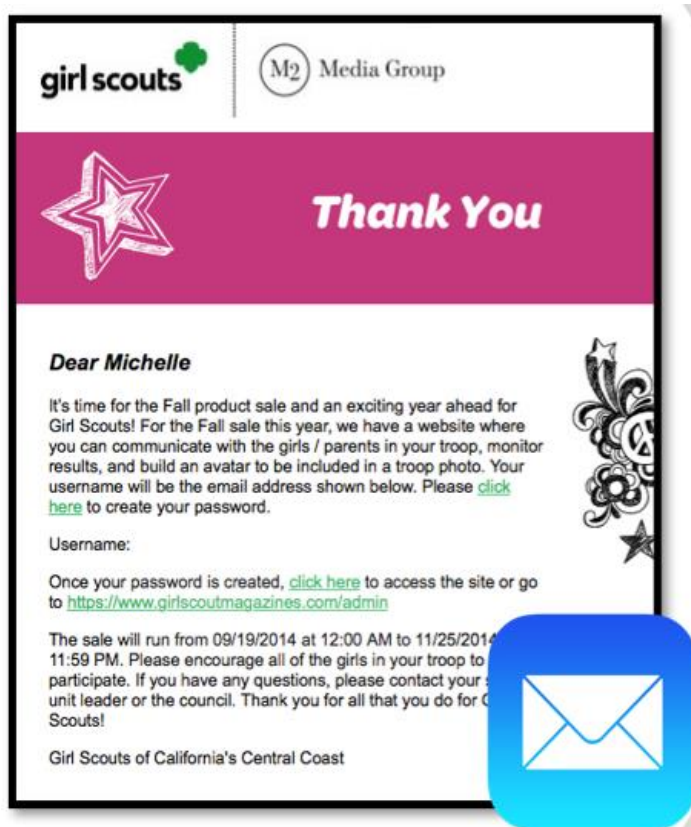 girl scouts
M2 Media Group
Thank You
Dear Michelle
It's time for the Fall product sale and an exciting year ahead for
Girl Scouts! For the Fall sale this year, we have a website where
you can communicate with the girls / parents in your troop, monitor
results, and build an avatar to be included in a troop photo. Your
username will be the email address shown below. Please click
here to create your password.
Username:
Once your password is created, click here to access the site or go
to https://www.girlscoutmagazines.com/admin
The sale will run from 09/19/2014 at 12:00 AM to 11/25/2014
11:59 PM. Please encourage all of the girls in your troop to
participate. If you have any questions, please contact your
unit leader or the council. Thank you for all that you do for
Scouts!
Girl Scouts of California's Central Coast